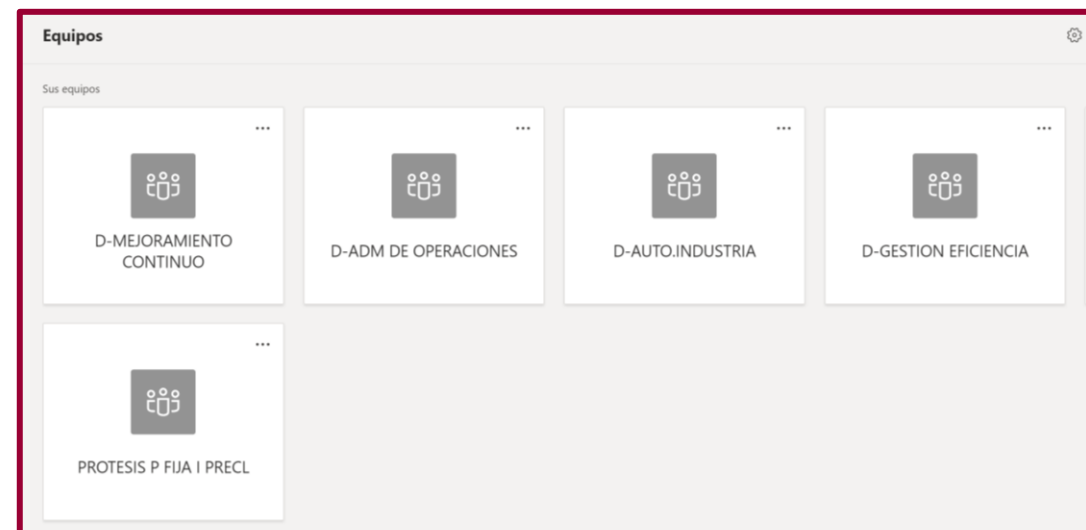 Equipos
Sus equipos
D-MEJORAMIENTO
CONTINUO
D-ADM DE OPERACIONES
D-AUTO.INDUSTRIA
D-GESTION EFICIENCIA
PROTESIS P FIJA I PRECL